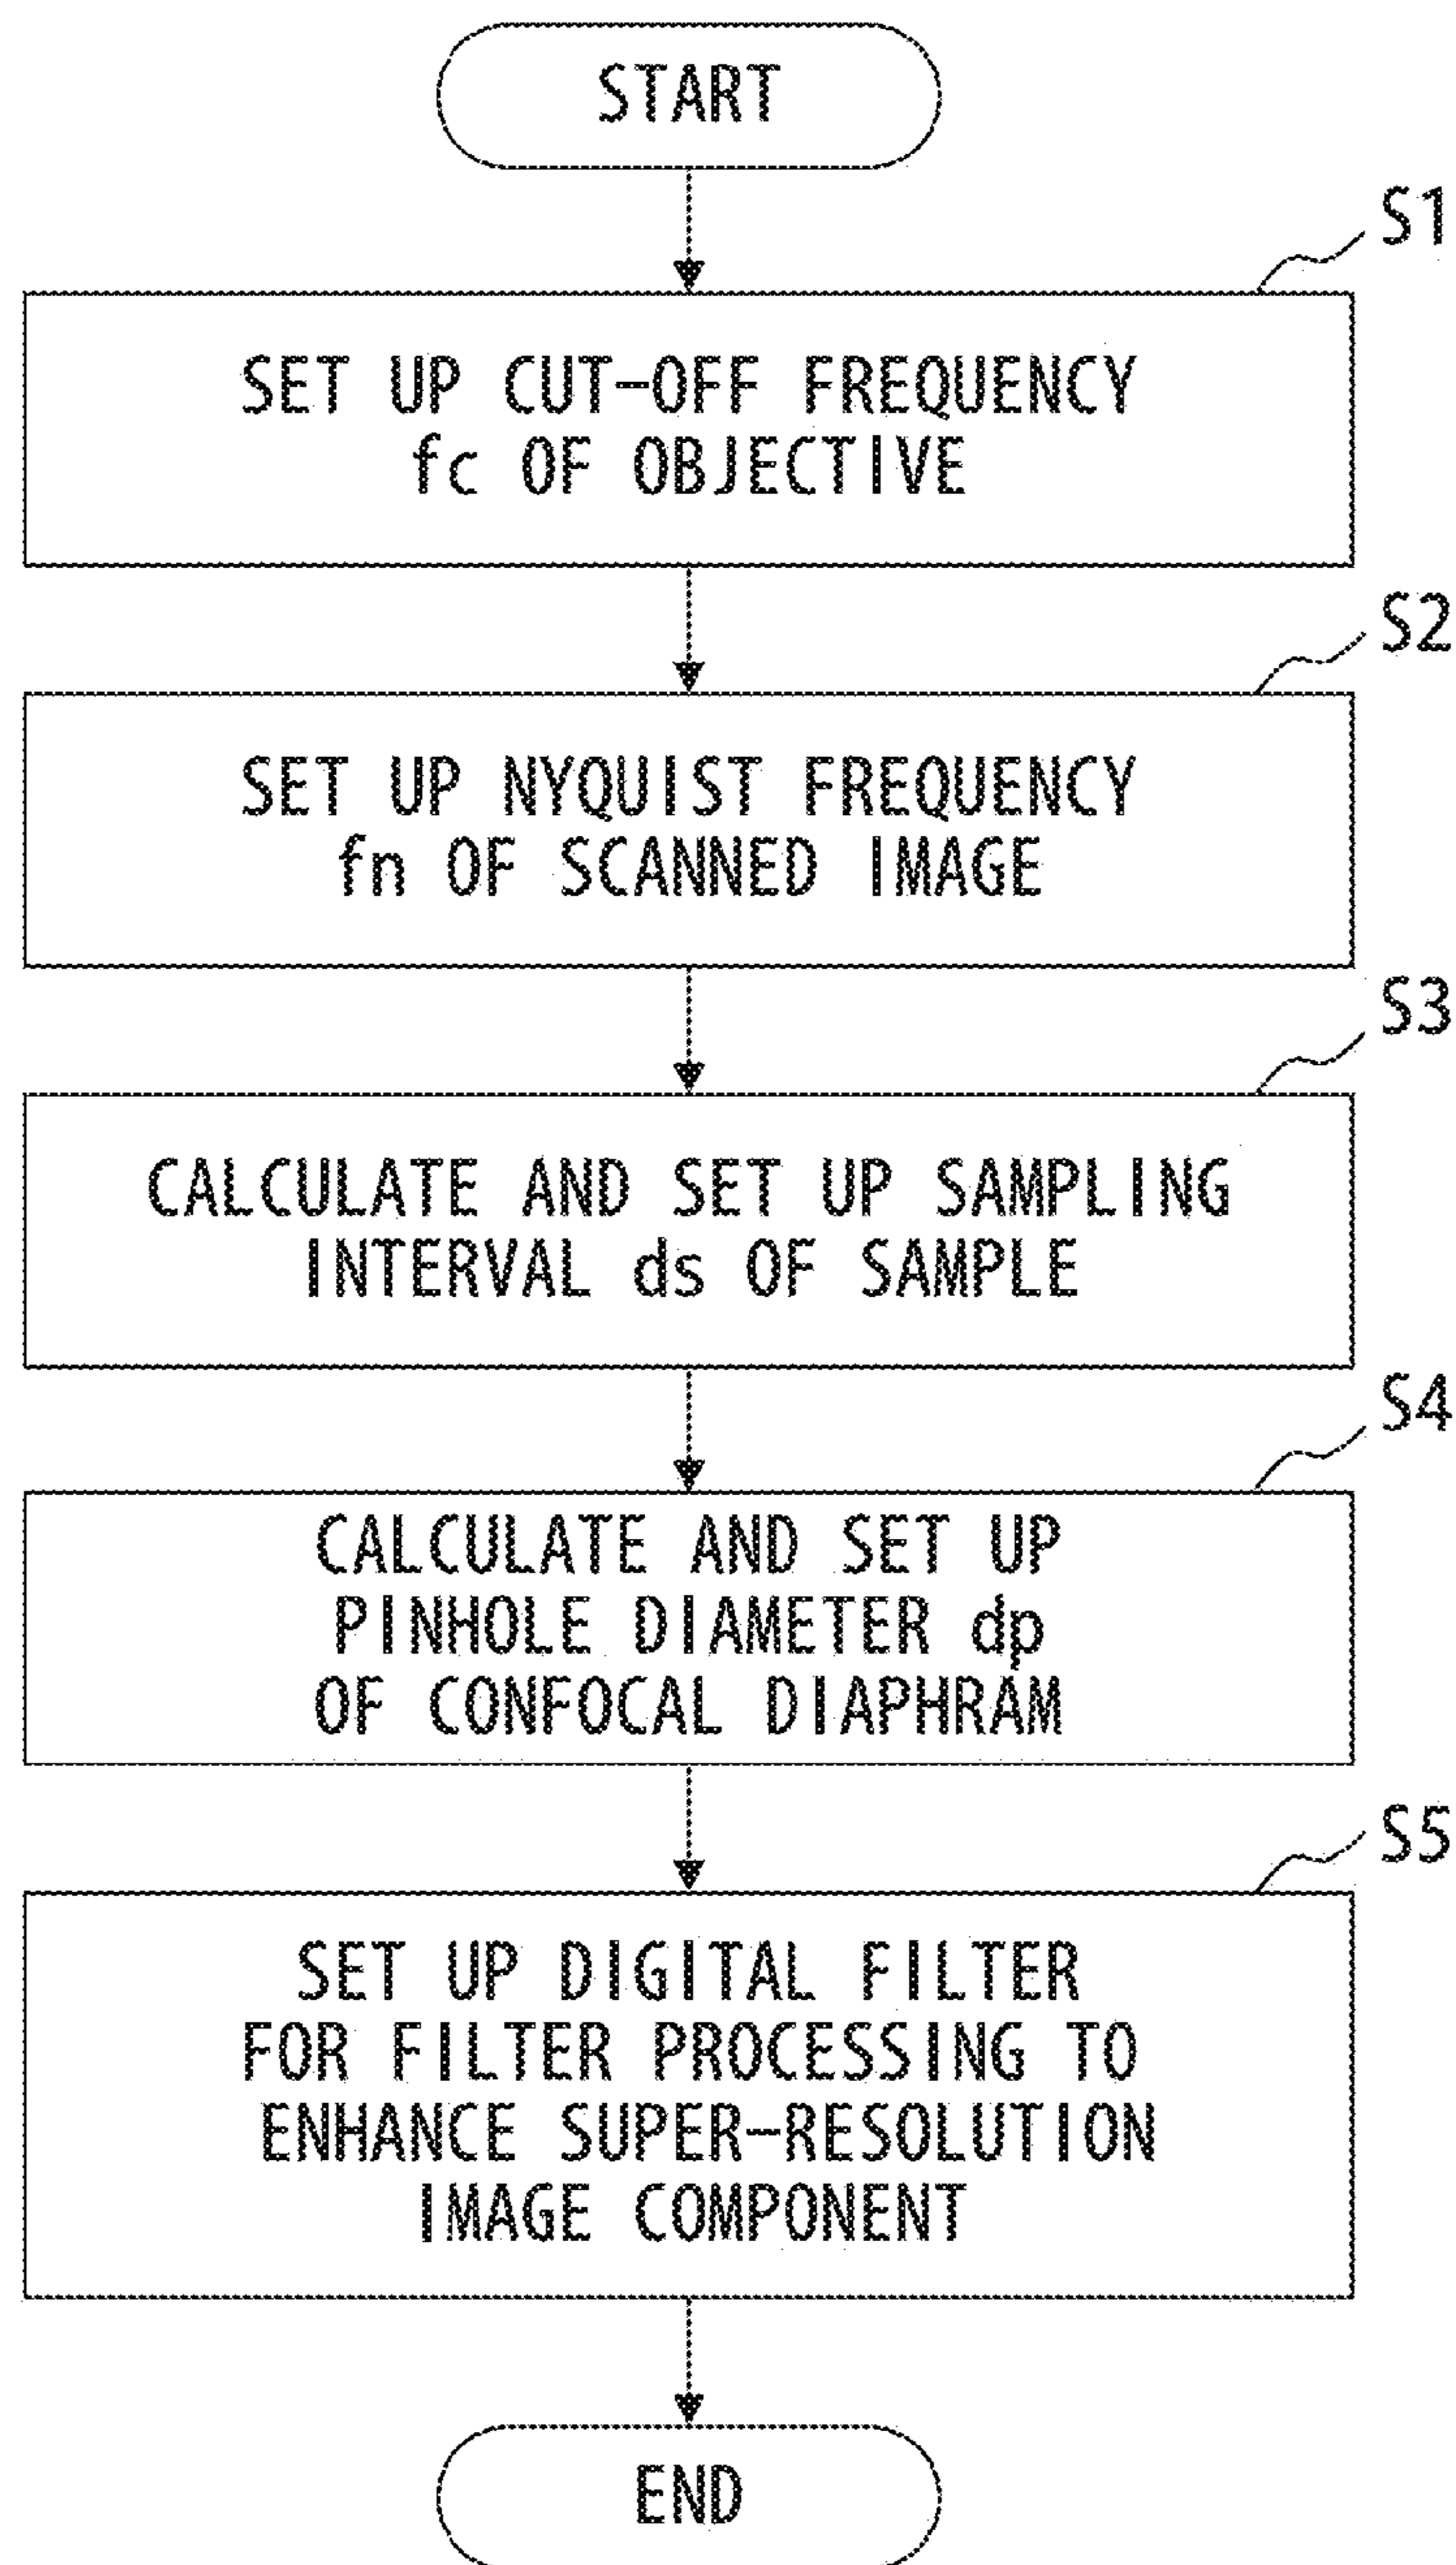 START
S1
SET UP CUT-OFF FREQUENCY
fc OF OBJECTIVE
S2
SET UP NYQUIST FREQUENCY
fn OF SCANNED IMAGE
S3
CALCULATE AND SET UP SAMPLING
INTERVAL ds OF SAMPLE
S4
CALCULATE AND SET UP
PINHOLE DIAMETER dp
OF CONFOCAL DIAPHRAM
S5
SET UP DIGITAL FILTER
FOR FILTER PROCESSING TO
ENHANCE SUPER-RESOLUTION
IMAGE COMPONENT
END